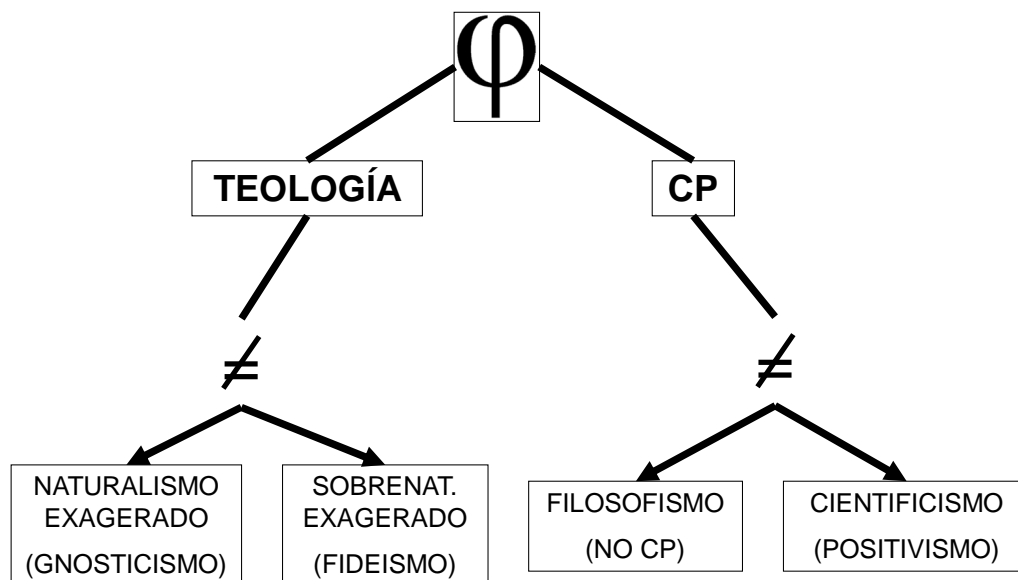 φ
TEOLOGÍA
CP
≠
≠
NATURALISMO
EXAGERADO
(GNOSTICISMO)
SOBRENAT.
EXAGERADO
(FIDEISMO)
FILOSOFISMO
(NO CP)
CIENTIFICISMO
(POSITIVISMO)